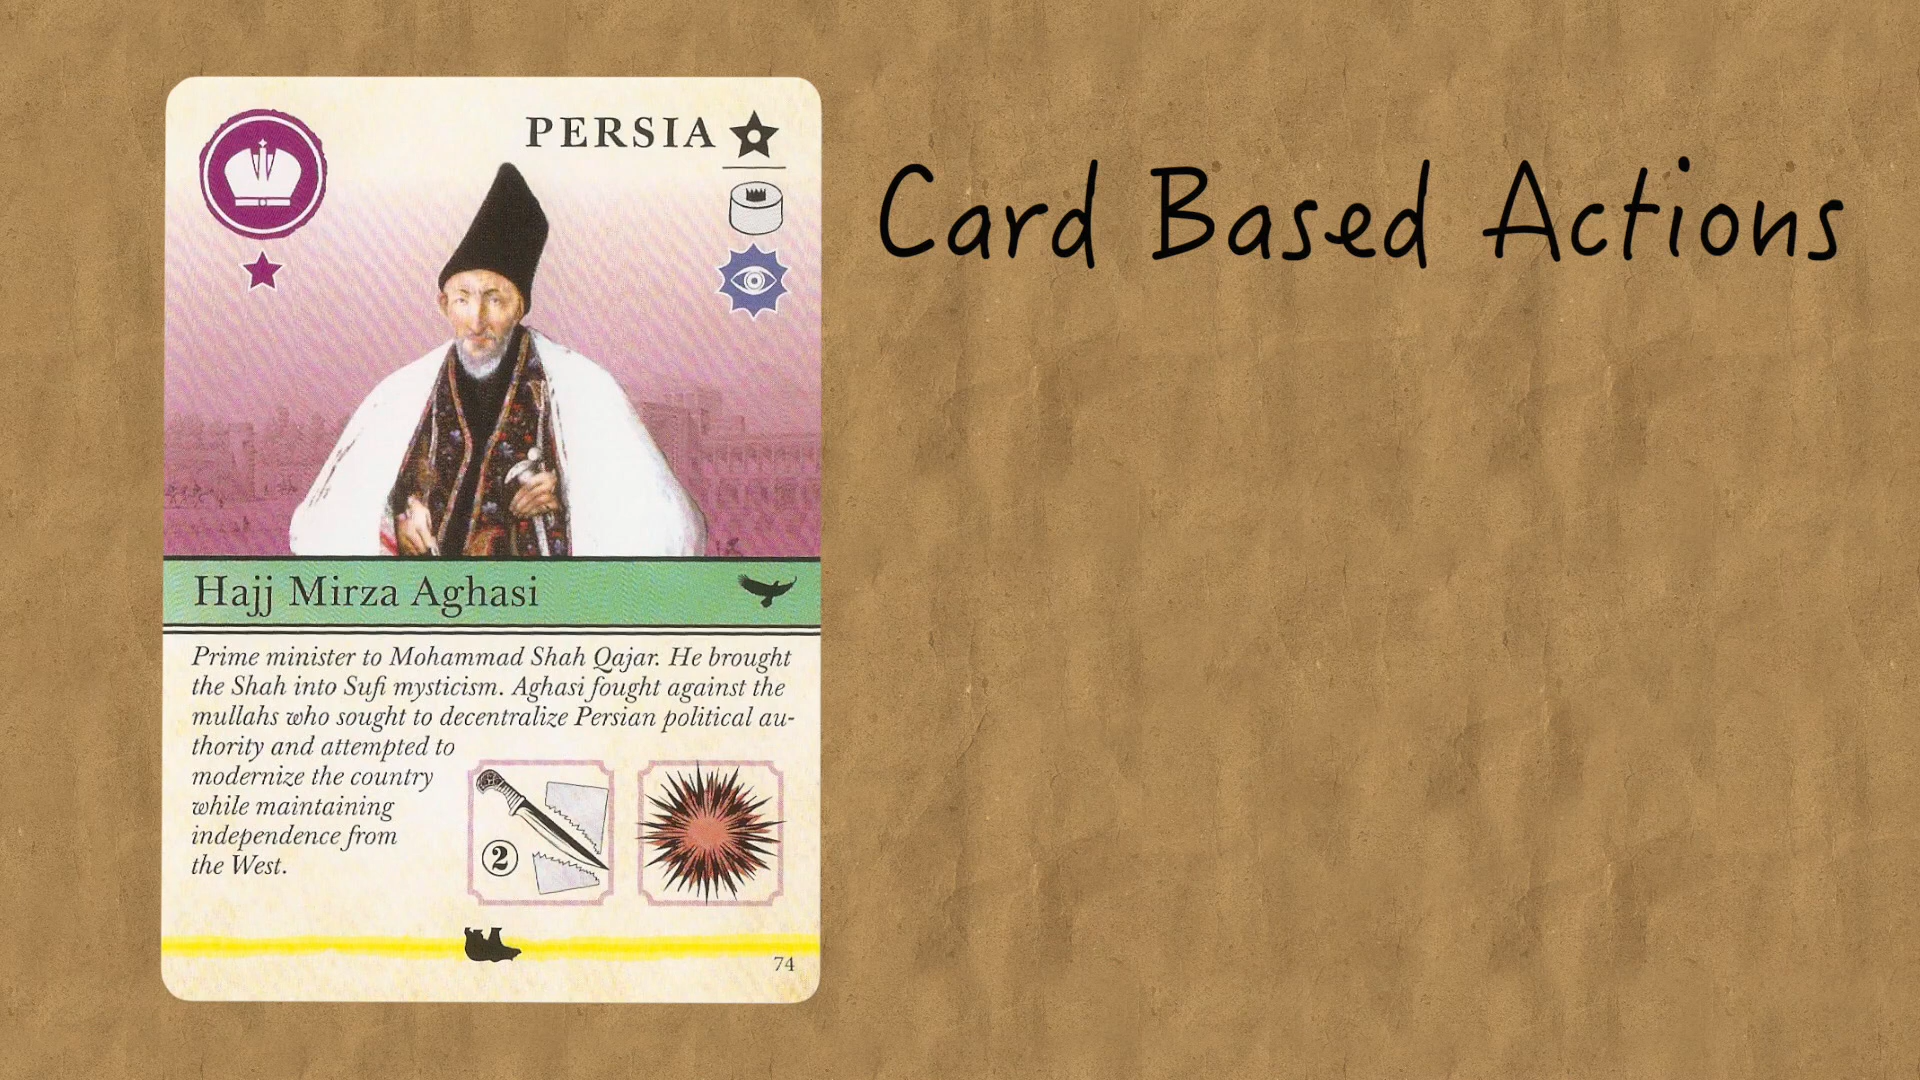 PERSIA
Card Based Actions
Hajj Mirza Aghasi
Prime minister to Mohammad Shah Qajar. He brought
the Shah into Sufi mysticism. Aghasi fought against the
mullahs who sought to decentralize Persian political au-
thority and attempted to
modernize the country
while maintaining
independence from
the West.
2
74